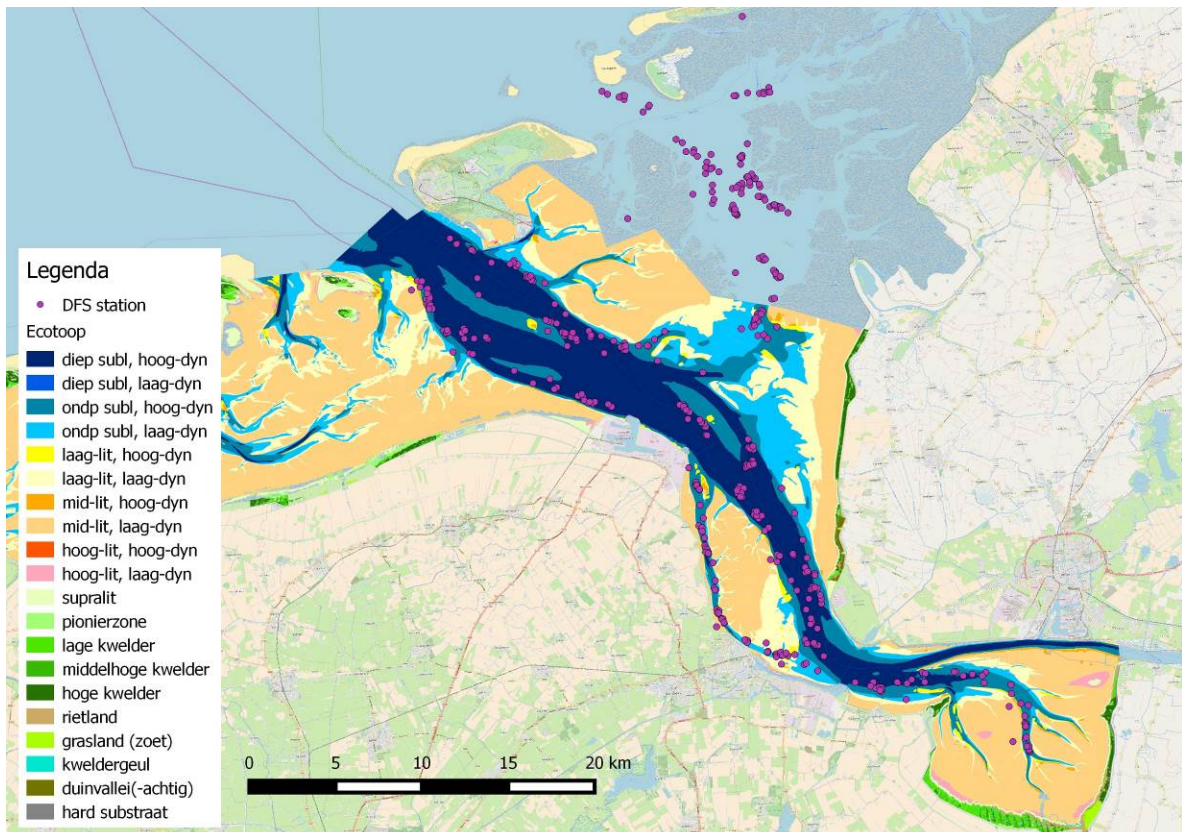 Legenda
DFS station
Ecotoop
diep subl, hoog-dyn
diep subl, laag-dyn
ondp subl, hoog-dyn
ondp subl, laag-dyn
laag-lit, hoog-dyn
laag-lit, laag-dyn
mid-lit, hoog-dyn
mid-lit, laag-dyn
hoog-lit, hoog-dyn
hoog-lit, laag-dyn
supralit
pionierzone
lage kwelder
middelhoge kwelder
hoge kwelder
rietland
grasland (zoet)
kweldergeul
duinvallei(-achtig)
hard substraat
0 5 10 15 20 km